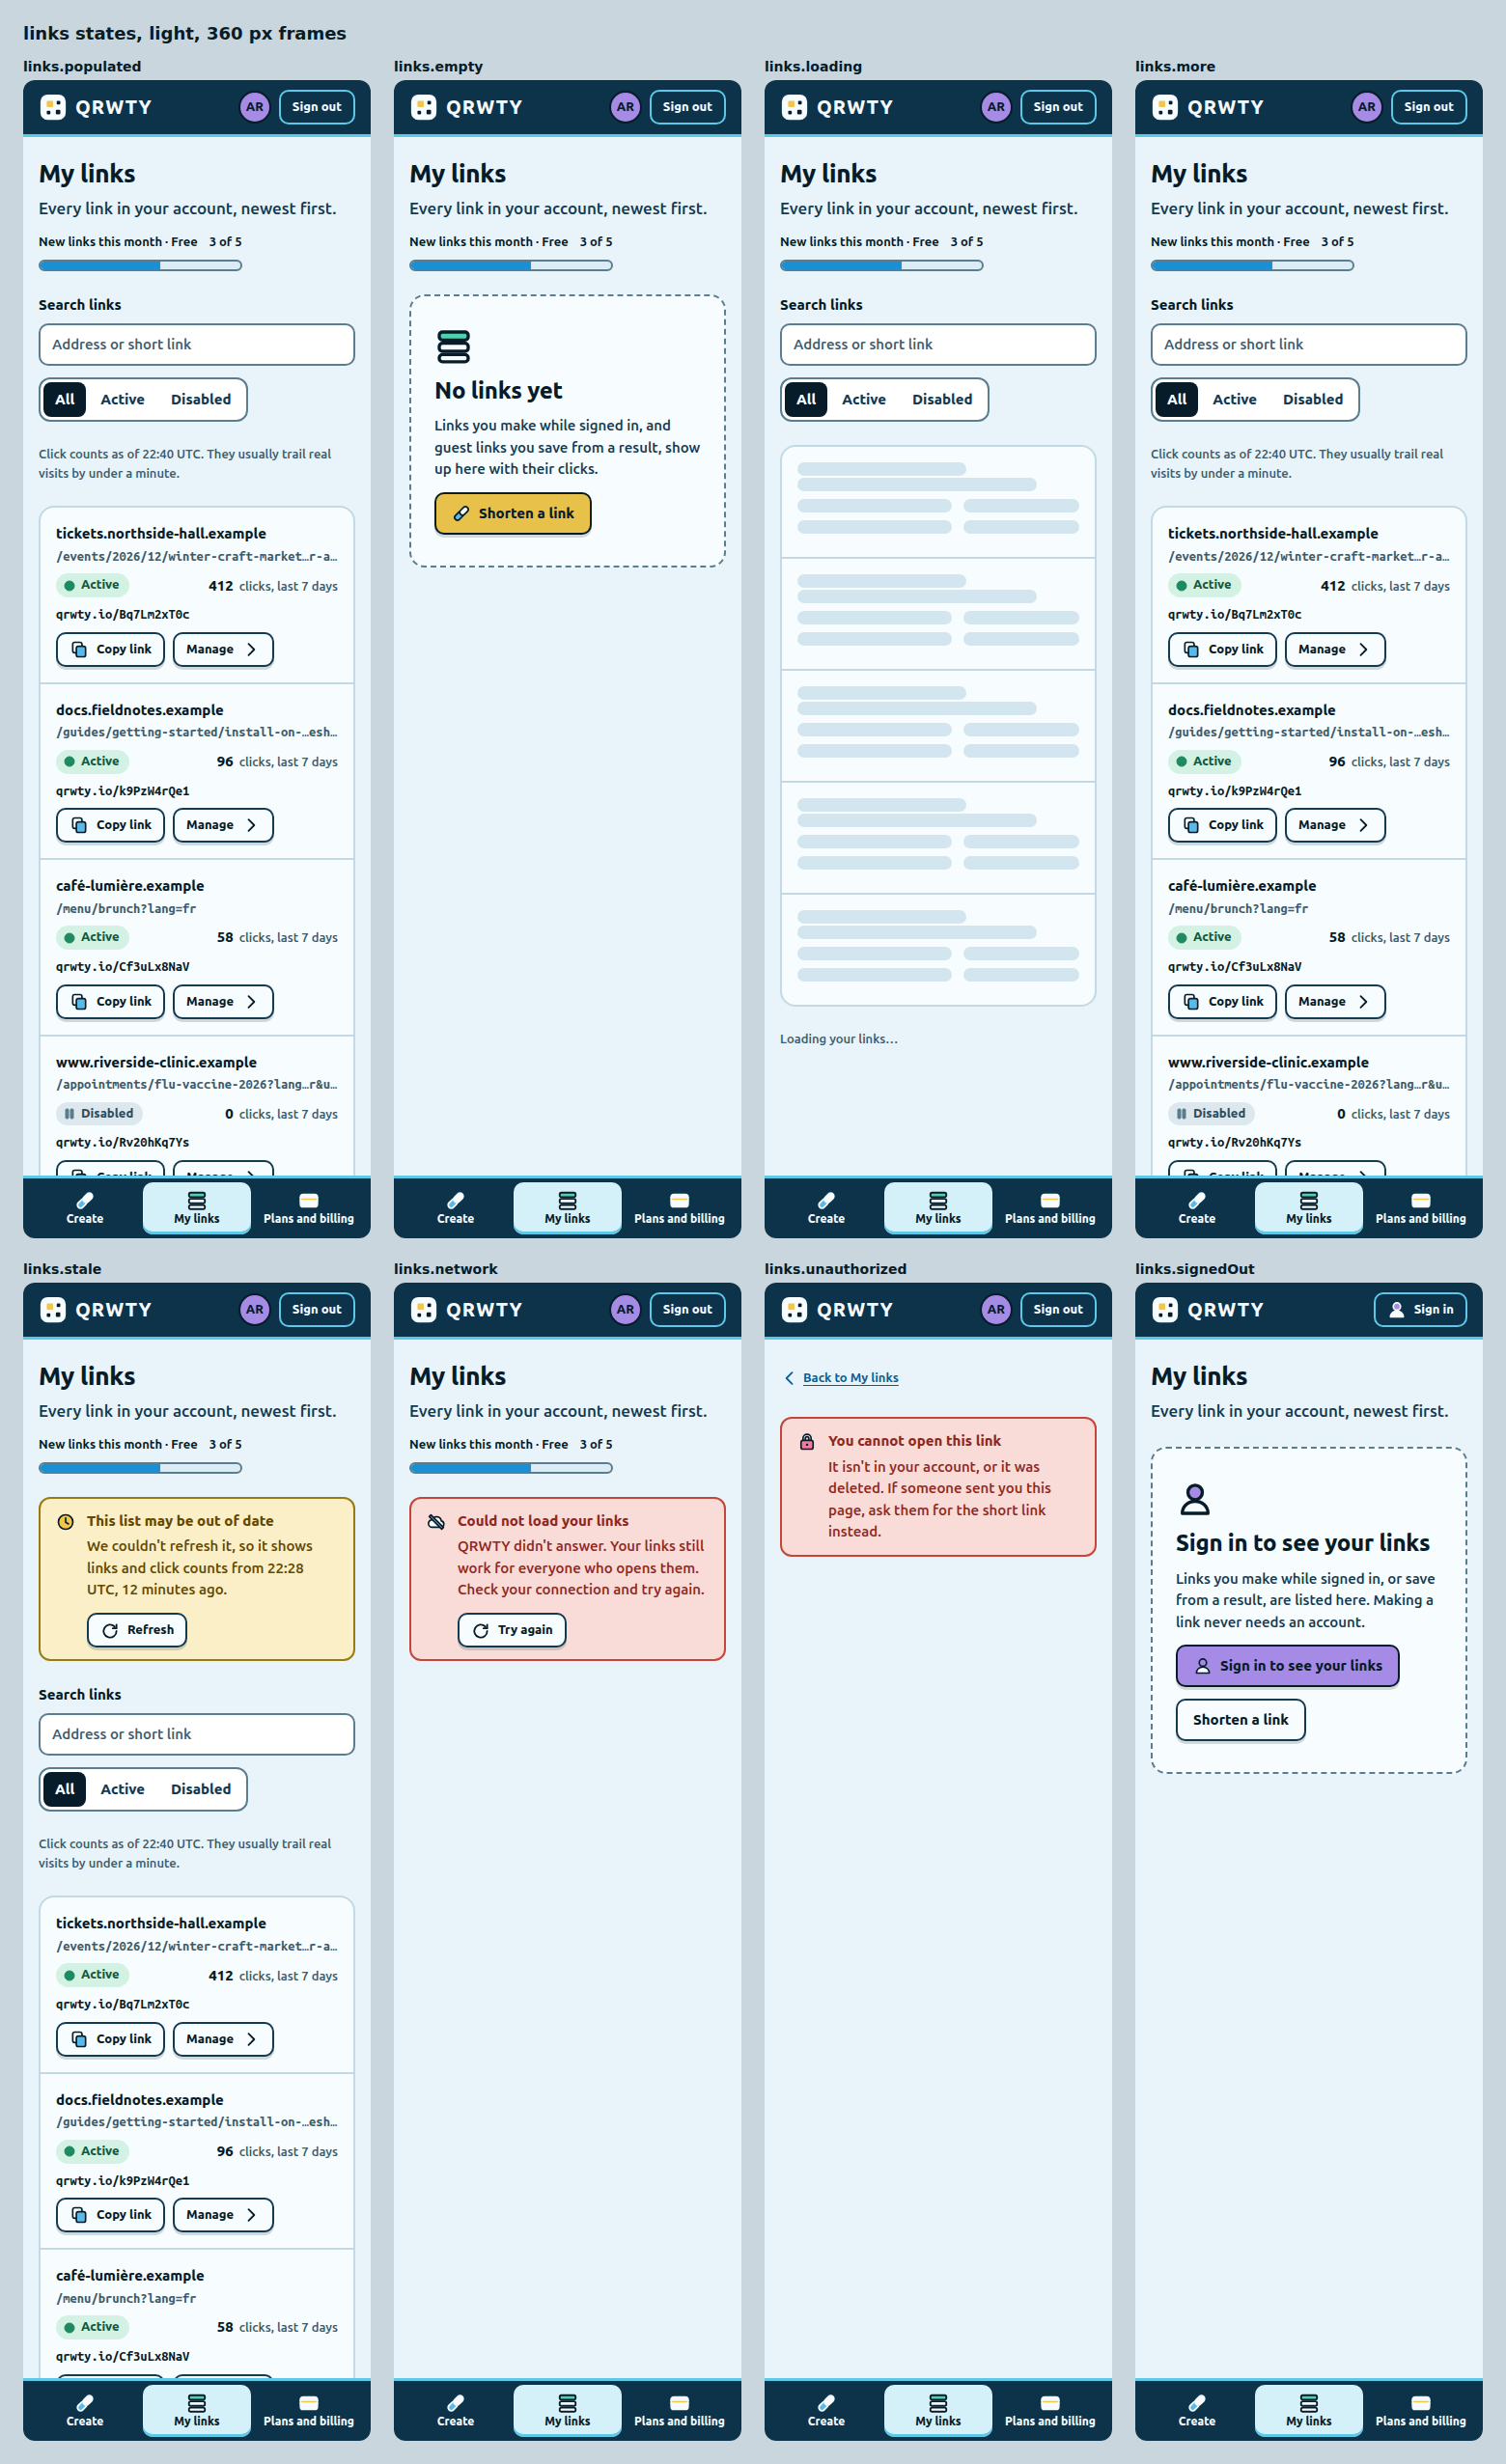 links states, light, 360 px frames
links.populated
QRWTY
AR
Sign out
My links
Every link in your account, newest first.
New links this month · Free 3 of 5
Search links
Address or short link
All Active Disabled
Click counts as of 22:40 UTC. They usually trail real
visits by under a minute.
tickets.northside-hall.example
/events/2026/12/winter-craft-market…r-a…
Active 412 clicks, last 7 days
qrwty.io/Bq7Lm2xT0c
Copy link Manage
docs.fieldnotes.example
/guides/getting-started/install-on-…esh…
Active 96 clicks, last 7 days
qrwty.io/k9PzW4rQe1
Copy link Manage
café-lumière.example
/menu/brunch?lang=fr
Active 58 clicks, last 7 days
qrwty.io/Cf3uLx8NaV
Copy link Manage
www.riverside-clinic.example
/appointments/flu-vaccine-2026?lang…r&u…
Disabled 0 clicks, last 7 days
qrwty.io/Rv20hKq7Ys
Copy link Manage
Create My links Plans and billing
links.empty
QRWTY
AR
Sign out
My links
Every link in your account, newest first.
New links this month · Free 3 of 5
No links yet
Links you make while signed in, and
guest links you save from a result, show
up here with their clicks.
Shorten a link
Create My links Plans and billing
links.loading
QRWTY
AR
Sign out
My links
Every link in your account, newest first.
New links this month · Free 3 of 5
Search links
Address or short link
All Active Disabled
Loading your links…
Create My links Plans and billing
links.more
QRWTY
AR
Sign out
My links
Every link in your account, newest first.
New links this month · Free 3 of 5
Search links
Address or short link
All Active Disabled
Click counts as of 22:40 UTC. They usually trail real
visits by under a minute.
tickets.northside-hall.example
/events/2026/12/winter-craft-market…r-a…
Active 412 clicks, last 7 days
qrwty.io/Bq7Lm2xT0c
Copy link Manage
docs.fieldnotes.example
/guides/getting-started/install-on-…esh…
Active 96 clicks, last 7 days
qrwty.io/k9PzW4rQe1
Copy link Manage
café-lumière.example
/menu/brunch?lang=fr
Active 58 clicks, last 7 days
qrwty.io/Cf3uLx8NaV
Copy link Manage
www.riverside-clinic.example
/appointments/flu-vaccine-2026?lang…r&u…
Disabled 0 clicks, last 7 days
qrwty.io/Rv20hKq7Ys
Copy link Manage
Create My links Plans and billing
links.stale
QRWTY
AR
Sign out
My links
Every link in your account, newest first.
New links this month · Free 3 of 5
This list may be out of date
We couldn't refresh it, so it shows
links and click counts from 22:28
UTC, 12 minutes ago.
Refresh
Search links
Address or short link
All Active Disabled
Click counts as of 22:40 UTC. They usually trail real
visits by under a minute.
tickets.northside-hall.example
/events/2026/12/winter-craft-market…r-a…
Active 412 clicks, last 7 days
qrwty.io/Bq7Lm2xT0c
Copy link Manage
docs.fieldnotes.example
/guides/getting-started/install-on-…esh…
Active 96 clicks, last 7 days
qrwty.io/k9PzW4rQe1
Copy link Manage
café-lumière.example
/menu/brunch?lang=fr
Active 58 clicks, last 7 days
qrwty.io/Cf3uLx8NaV
Create My links Plans and billing
links.network
QRWTY
AR
Sign out
My links
Every link in your account, newest first.
New links this month · Free 3 of 5
Could not load your links
QRWTY didn't answer. Your links still
work for everyone who opens them.
Check your connection and try again.
Try again
Create My links Plans and billing
links.unauthorized
QRWTY
AR
Sign out
Back to My links
You cannot open this link
It isn't in your account, or it was
deleted. If someone sent you this
page, ask them for the short link
instead.
Create My links Plans and billing
links.signedOut
QRWTY
Sign in
My links
Every link in your account, newest first.
Sign in to see your links
Links you make while signed in, or save
from a result, are listed here. Making a
link never needs an account.
Sign in to see your links
Shorten a link
Create My links Plans and billing